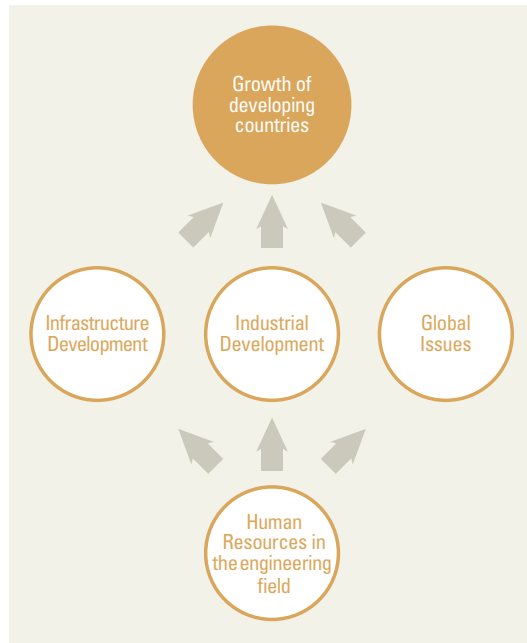 Growth of
developing
countries
Infrastructure
Development
Industrial
Development
Global
Issues
Human
Resources in
the engineering
field